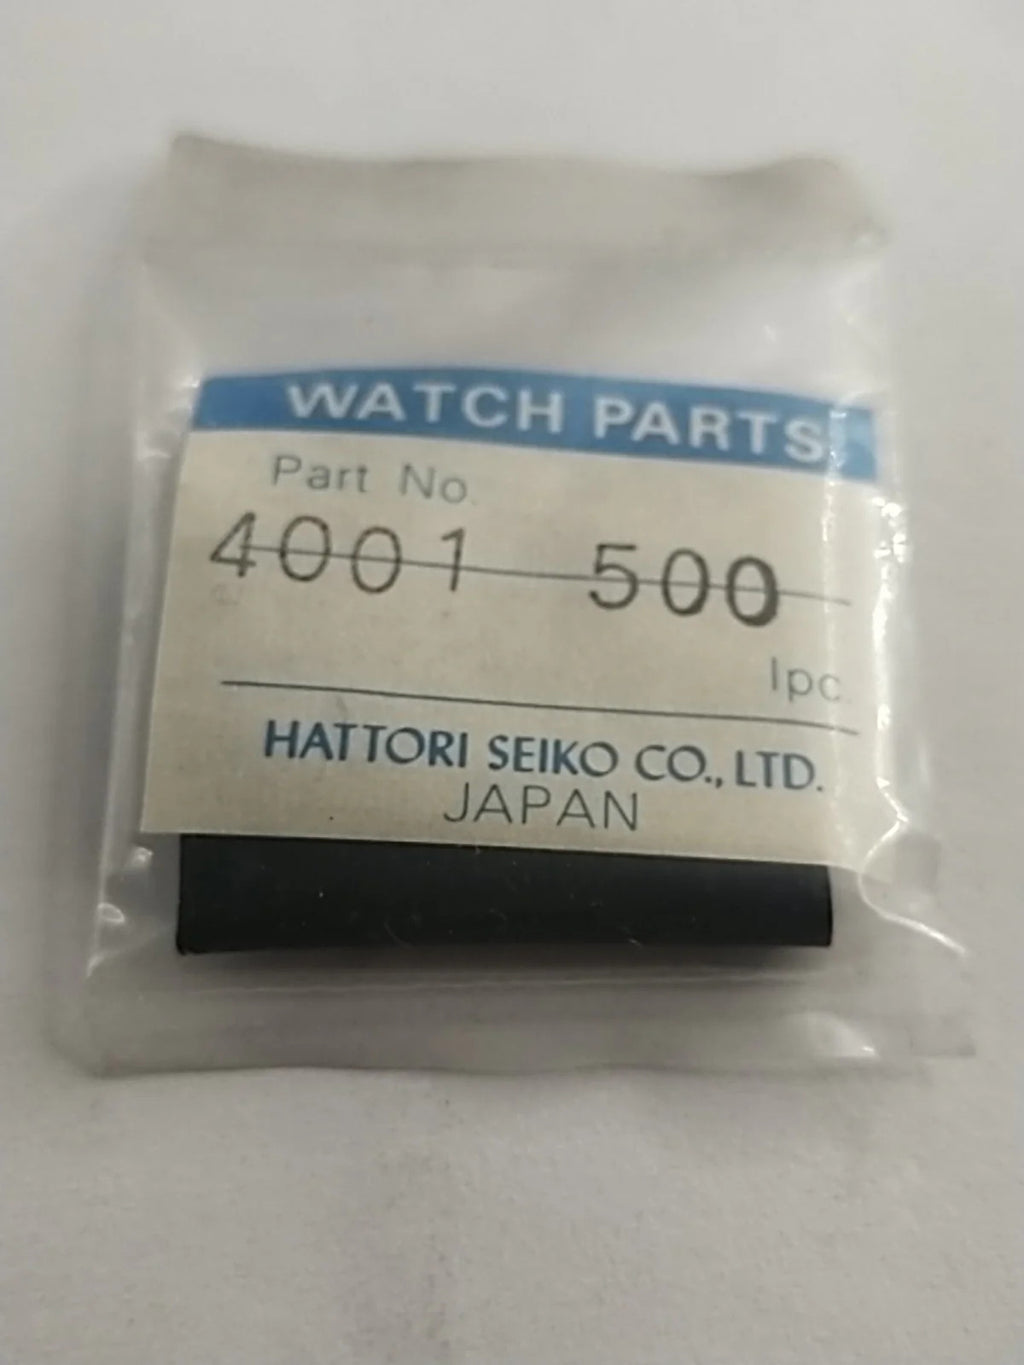 WATCH PARTS
Part No.
4001 500
1pc.
HATTORI SEIKO CO., LTD.
JAPAN